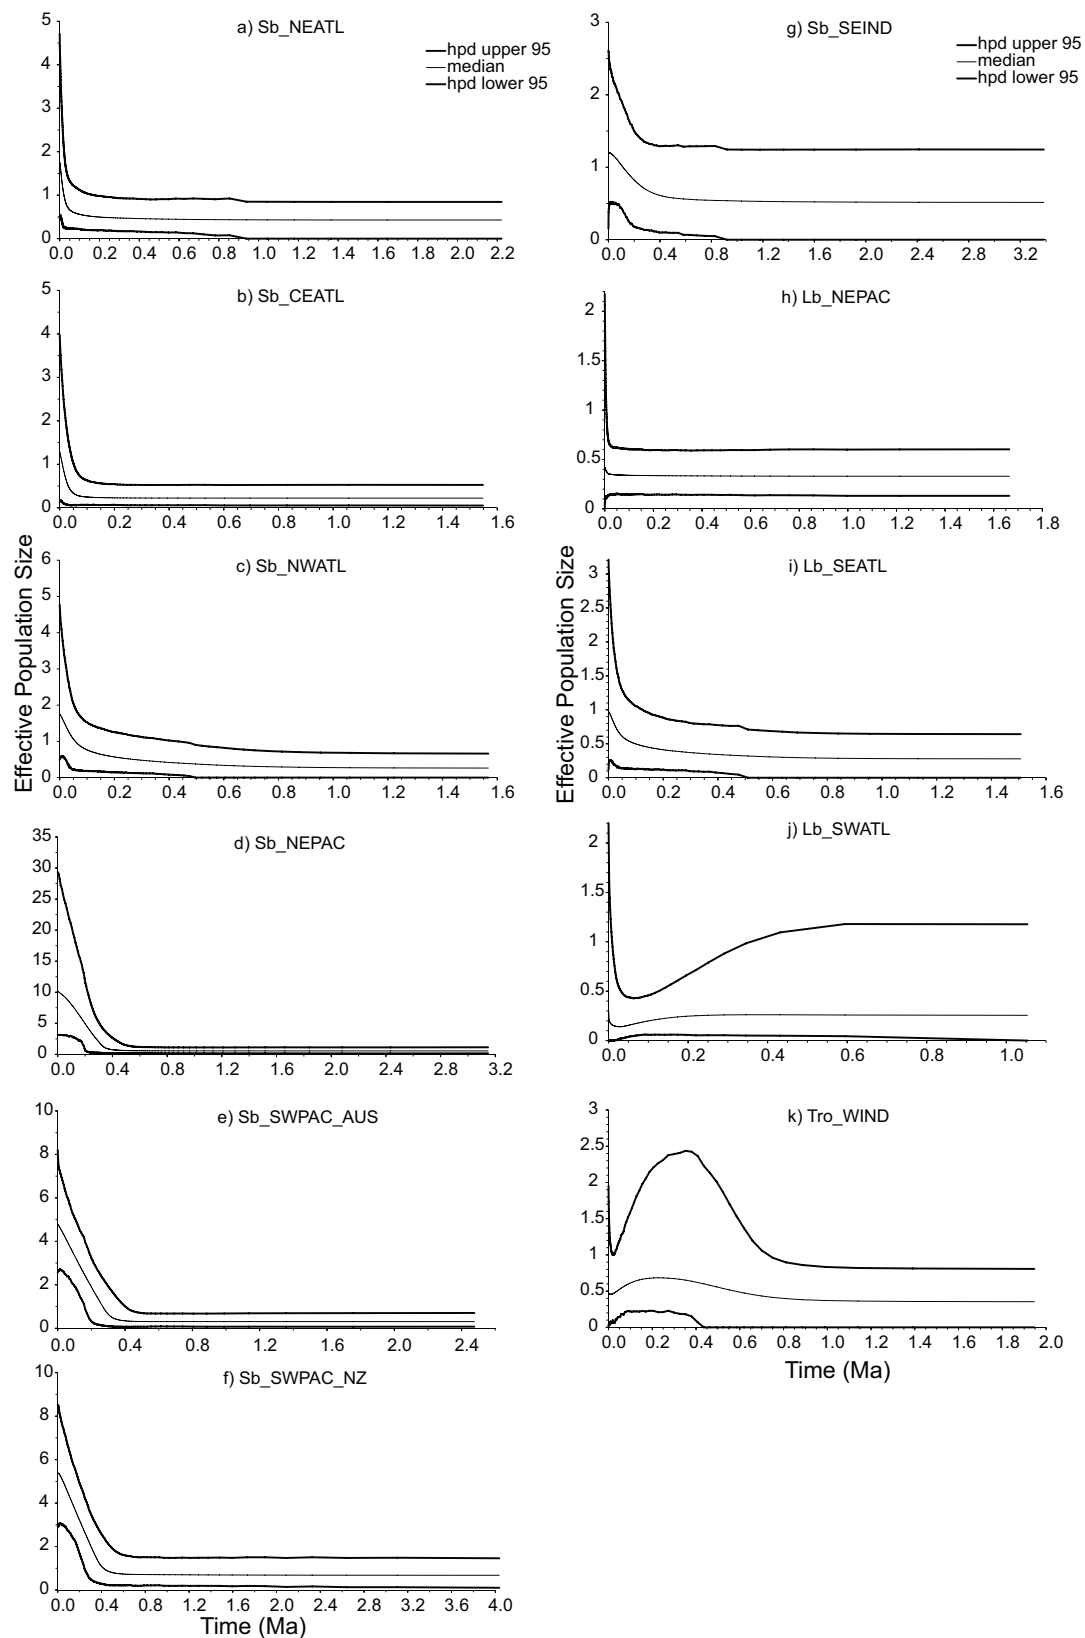 a) Sb_NEATL
hpd upper 95
median
hpd lower 95
5
4
3
2
1
0
0.0 0.2 0.4 0.6 0.8 1.0 1.2 1.4 1.6 1.8 2.0 2.2
b) Sb_CEATL
5
4
3
2
1
0
0.0 0.2 0.4 0.6 0.8 1.0 1.2 1.4 1.6
c) Sb_NWATL
6
5
4
3
2
1
0
0.0 0.2 0.4 0.6 0.8 1.0 1.2 1.4 1.6
Effective Population Size
d) Sb_NEPAC
35
30
25
20
15
10
5
0
0.0 0.4 0.8 1.2 1.6 2.0 2.4 2.8 3.2
e) Sb_SWPAC_AUS
10
8
6
4
2
0
0.0 0.4 0.8 1.2 1.6 2.0 2.4
f) Sb_SWPAC_NZ
10
8
6
4
2
0
0.0 0.4 0.8 1.2 1.6 2.0 2.4 2.8 3.2 3.6 4.0
Time (Ma)
g) Sb_SEIND
hpd upper 95
median
hpd lower 95
3
2
1
0
0.0 0.4 0.8 1.2 1.6 2.0 2.4 2.8 3.2
h) Lb_NEPAC
2
1.5
1
0.5
0
0.0 0.2 0.4 0.6 0.8 1.0 1.2 1.4 1.6 1.8
i) Lb_SEATL
3
2.5
2
1.5
1
0.5
0
0.0 0.2 0.4 0.6 0.8 1.0 1.2 1.4 1.6
Effective Population Size
j) Lb_SWATL
2
1.5
1
0.5
0
0.0 0.2 0.4 0.6 0.8 1.0
k) Tro_WIND
3
2.5
2
1.5
1
0.5
0
0.0 0.2 0.4 0.6 0.8 1.0 1.2 1.4 1.6 1.8 2.0
Time (Ma)